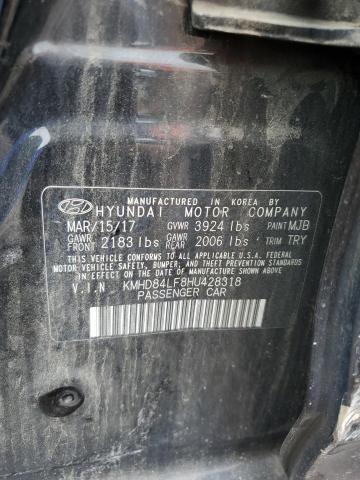 MANUFACTURED IN KOREA BY
HYUNDAI MOTOR COMPANY
MAR/15/17 GVWR 3924 lbs PAINT MJB
GAWR FRONT 2183 lbs GAWR REAR 2006 lbs TRIM TRY
THIS VEHICLE CONFORMS TO ALL APPLICABLE U.S.A. FEDERAL
MOTOR VEHICLE SAFETY, BUMPER, AND THEFT PREVENTION STANDARDS
IN EFFECT ON THE DATE OF MANUFACTURE SHOWN ABOVE.
V.I.N KMHD84LF8HU428318
PASSENGER CAR